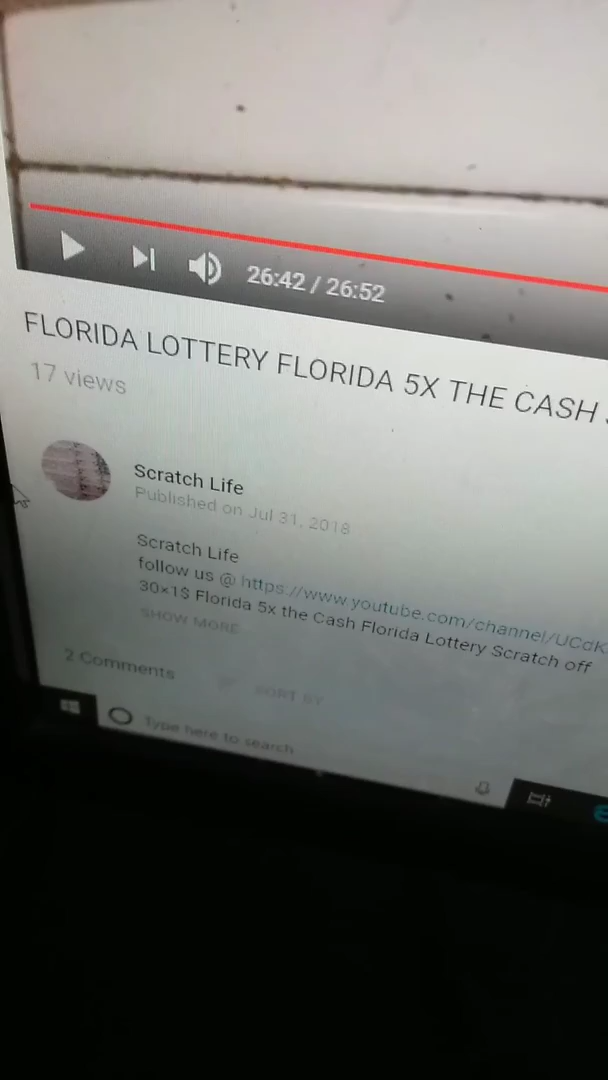 26:42 / 26:52
FLORIDA LOTTERY FLORIDA 5X THE CASH
17 views
Scratch Life
Published on Jul 31, 2018
Scratch Life
follow us @ https://www.youtube.com/channel/UCdK
30×1$ Florida 5x the Cash Florida Lottery Scratch off
SHOW MORE
2 Comments
SORT BY
Type here to search